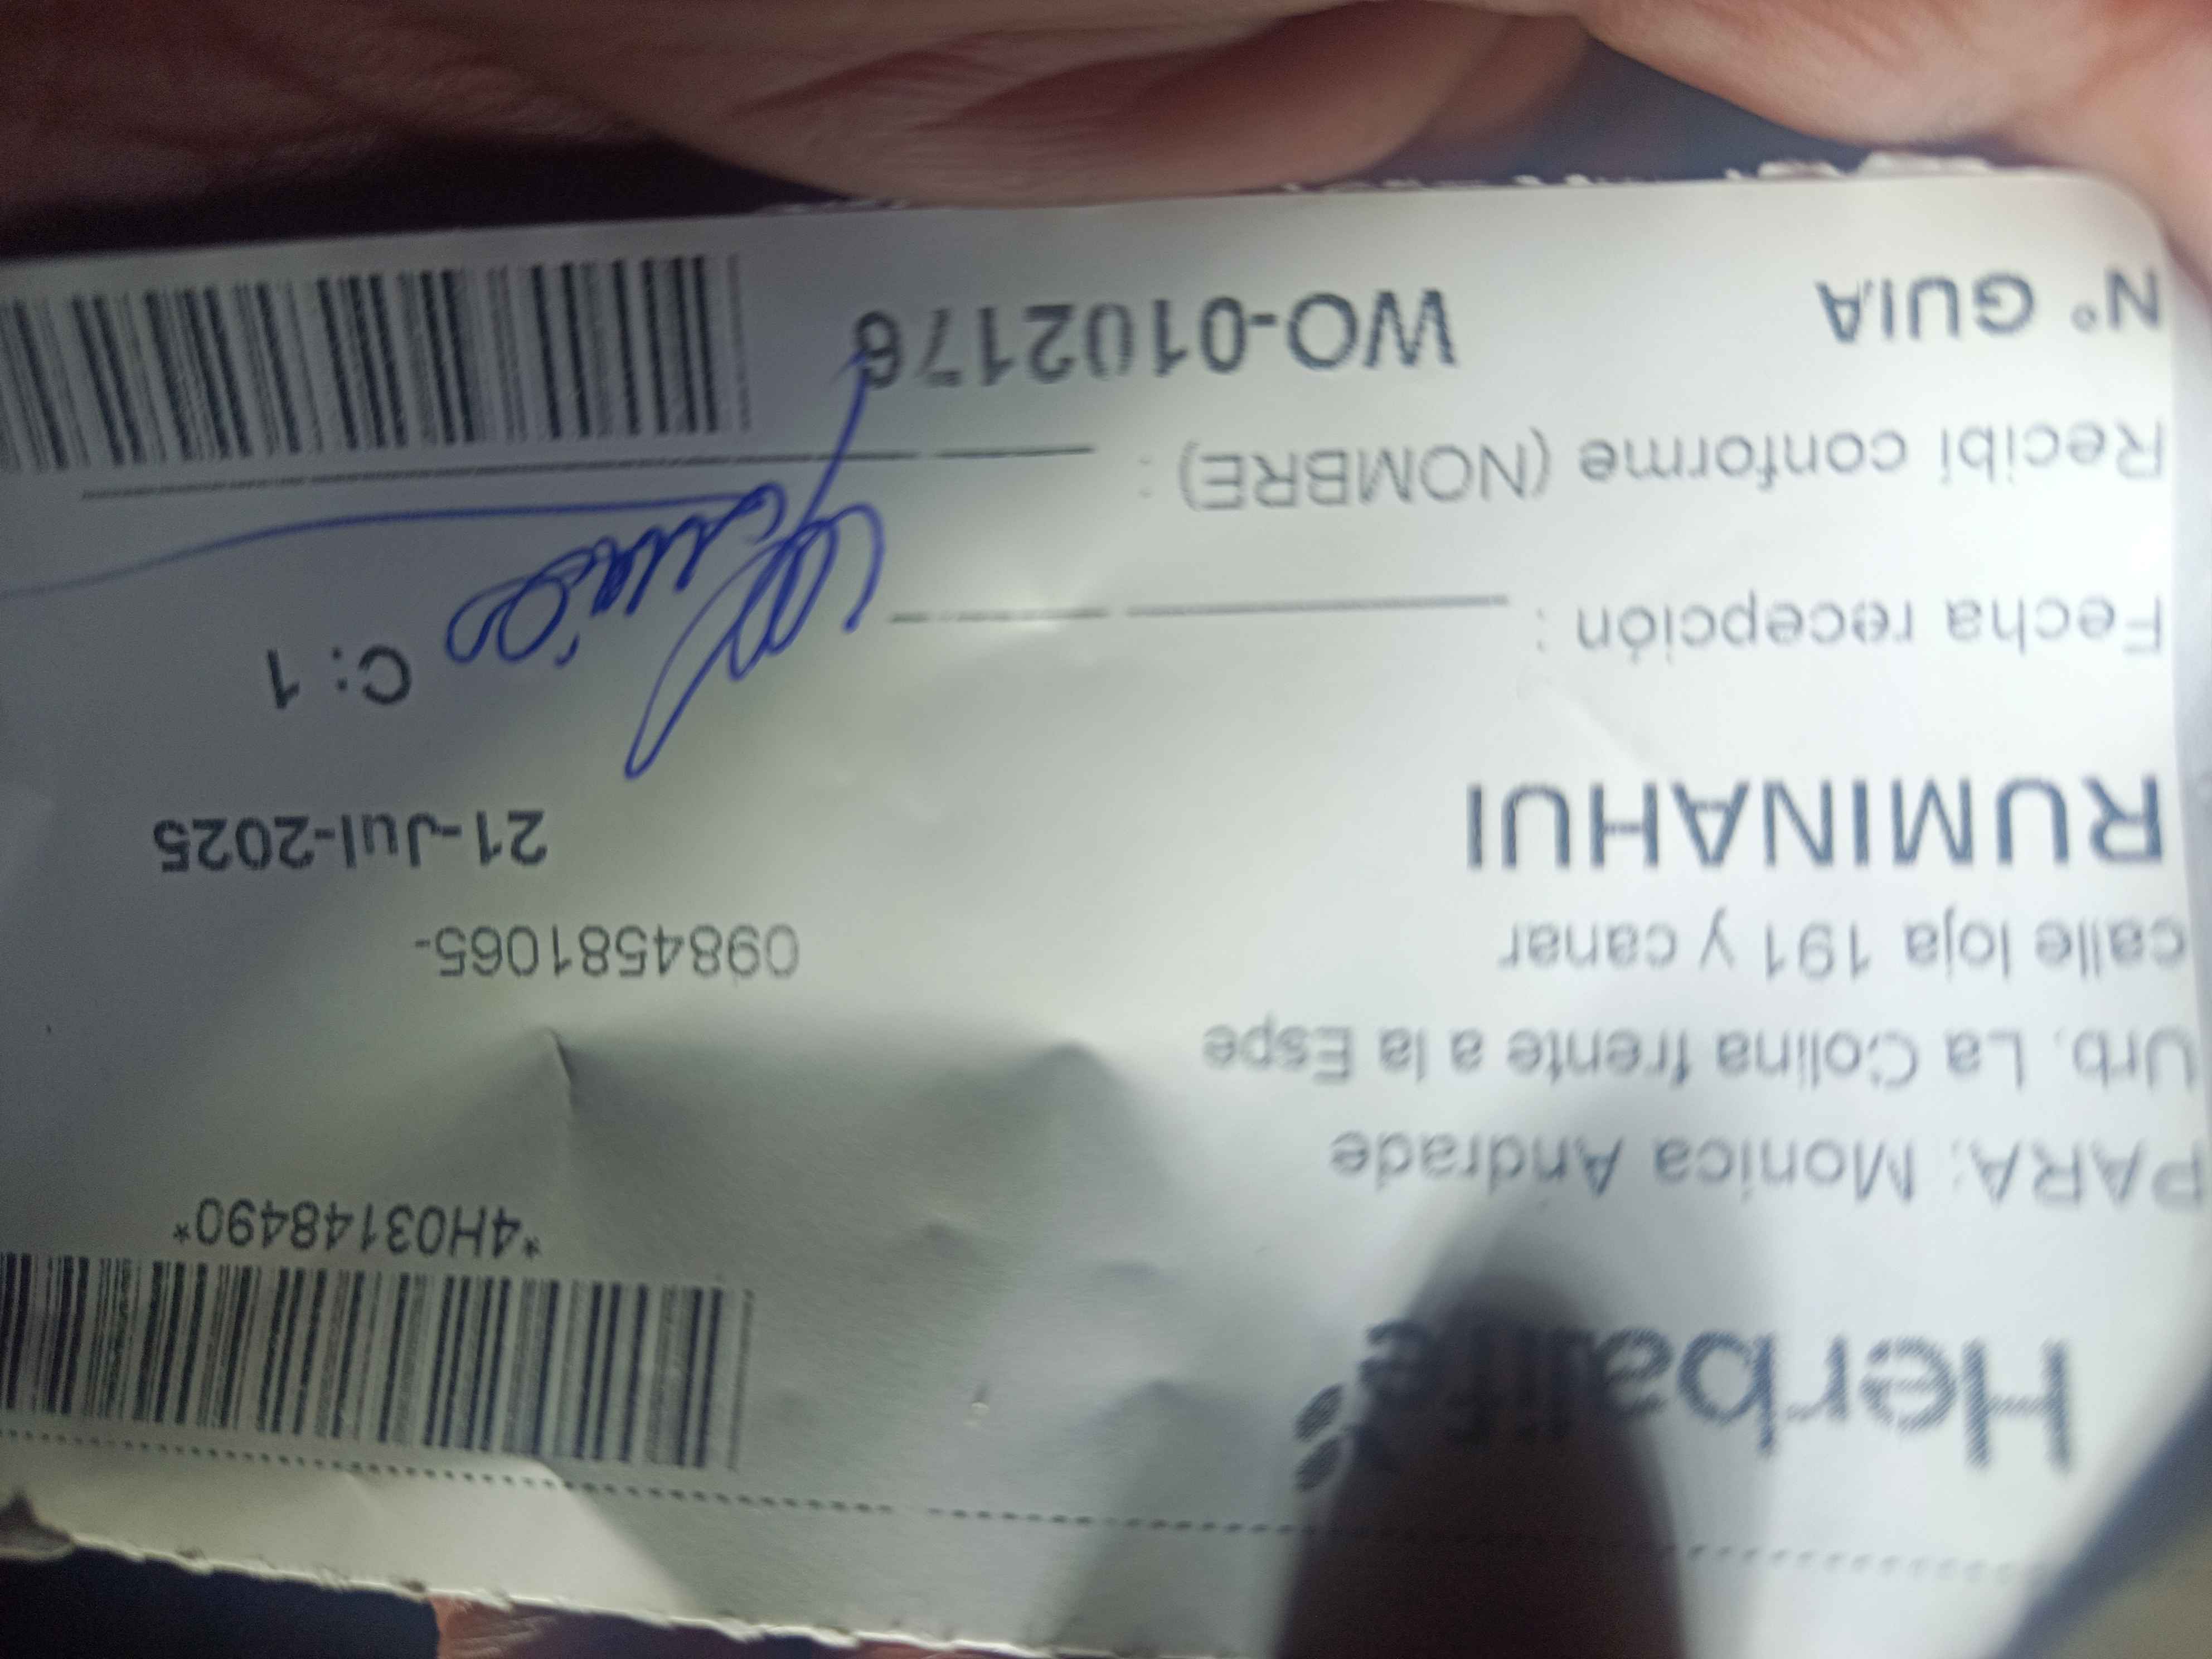 Herbalife
*4H03148490*
PARA: Monica Andrade
Urb. La Colina frente a la Espe
calle loja 191 y canar
0984581065-
RUMINAHUI
21-Jul-2025
C: 1
Fecha recepción :
Recibi conforme (NOMBRE) :
N° GUIA WO-0102176